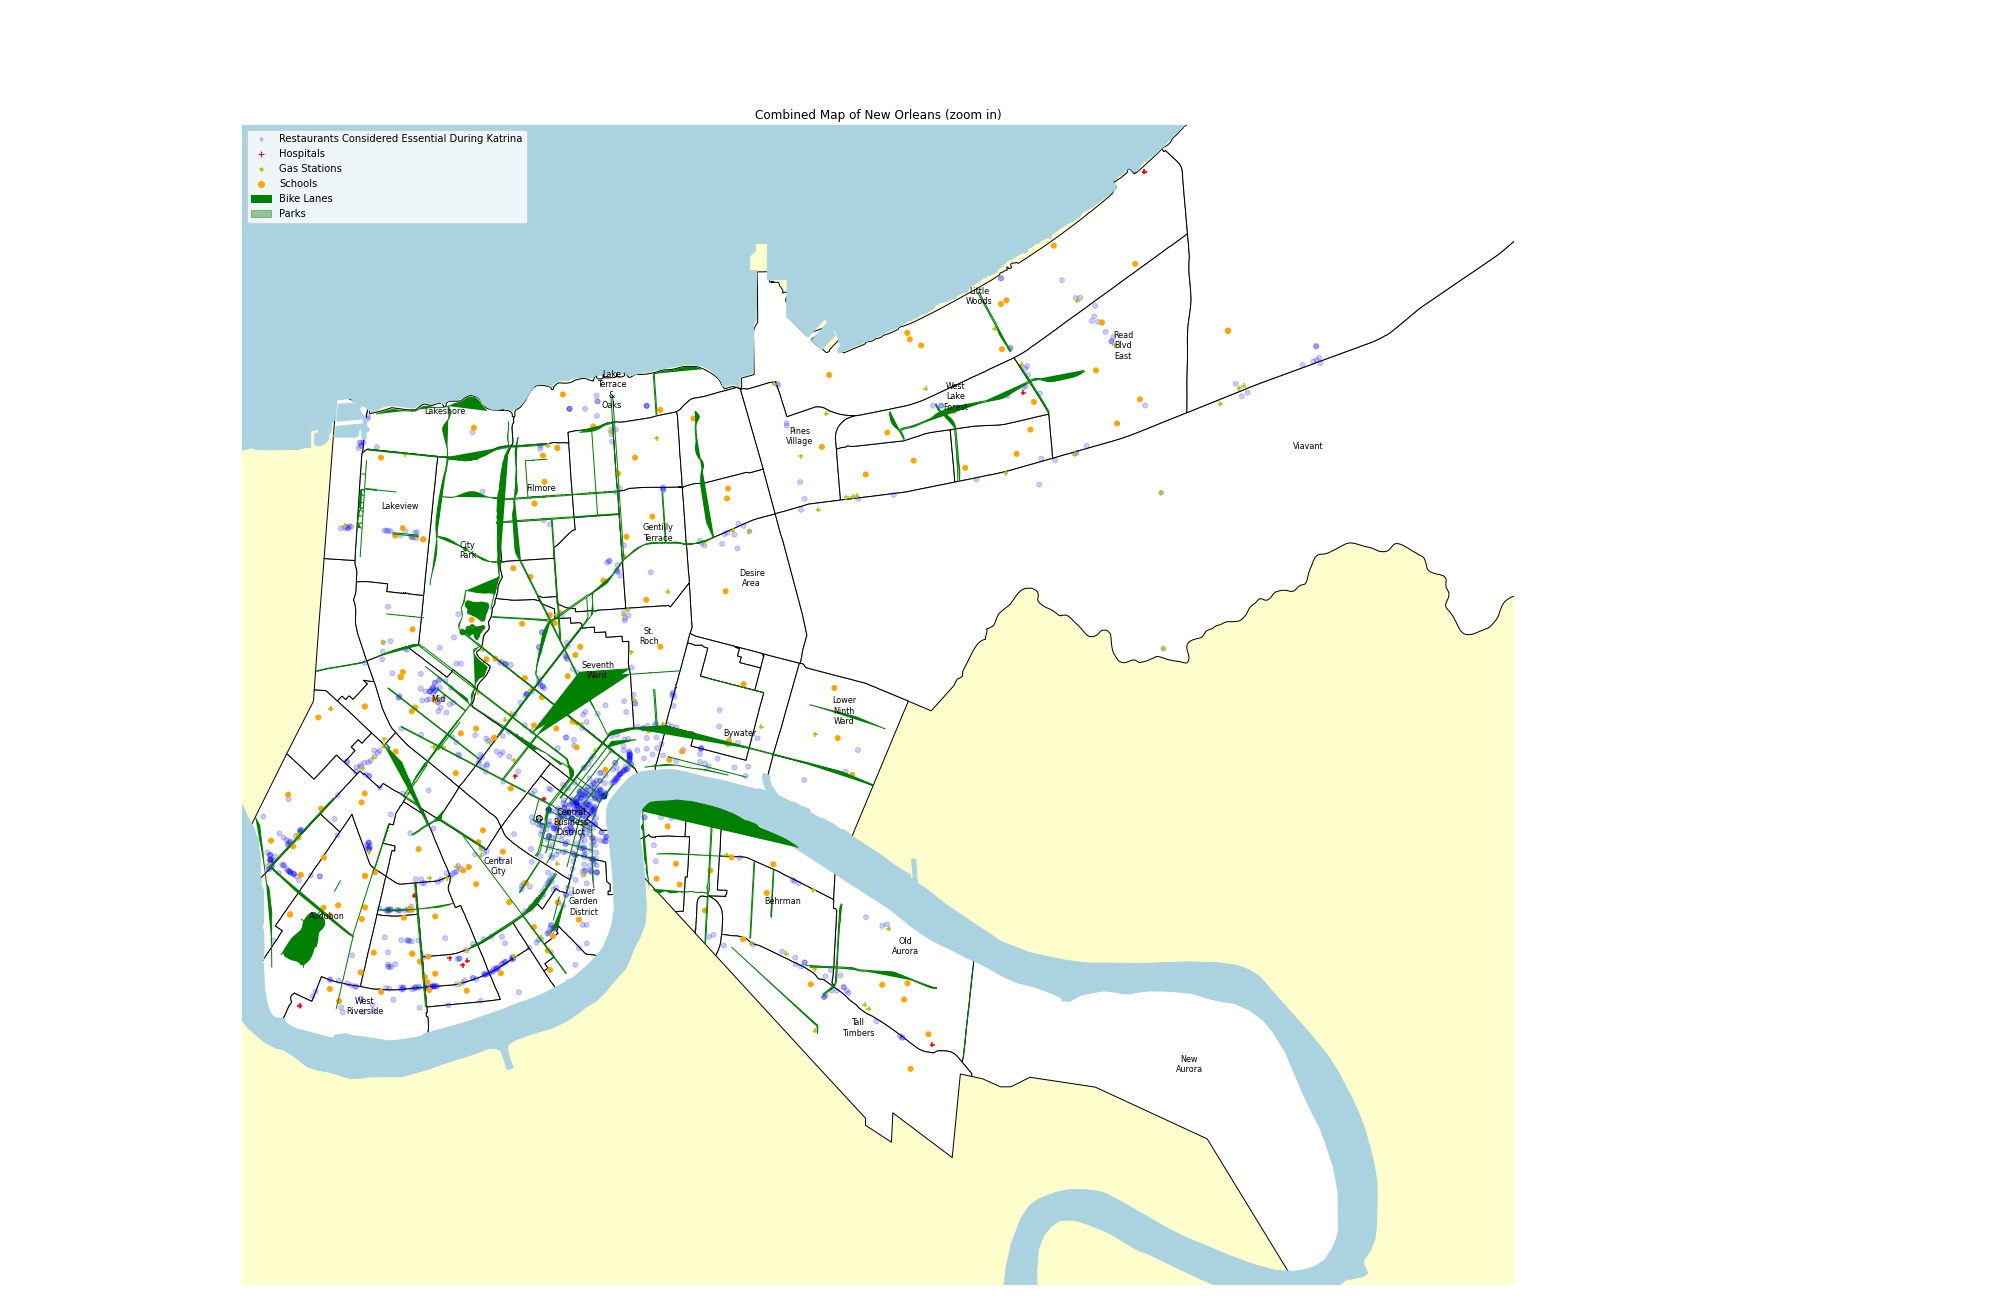 Combined Map of New Orleans (zoom in)
Restaurants Considered Essential During Katrina
Hospitals
Gas Stations
Schools
Bike Lanes
Parks
Little
Woods
Read
Blvd
East
Lake
Terrace
&
Oaks
West
Lake
Forest
Lakeshore
Pines
Village
Viavant
Filmore
Lakeview
Gentilly
Terrace
City
Park
Desire
Area
St.
Roch
Seventh
Ward
Mid
Lower
Ninth
Ward
Bywater
Central
Business
District
Central
City
Lower
Garden
District
Behrman
Audubon
Old
Aurora
West
Riverside
Tall
Timbers
New
Aurora